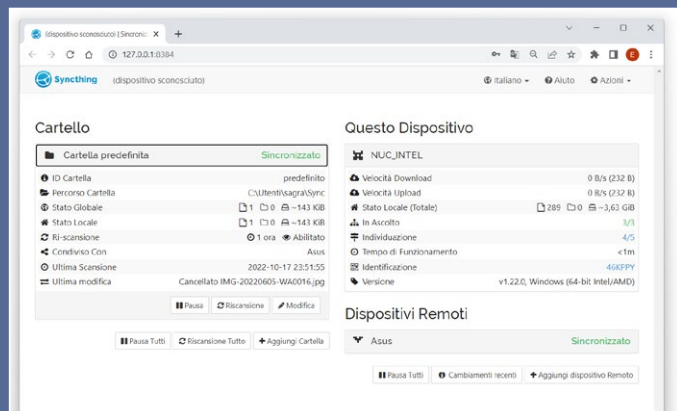 (dispositivo sconosciuto) | Sincroniz
127.0.0.1:8384
E
Syncthing
(dispositivo sconosciuto)
Italiano
Aiuto
Azioni
Cartello
Cartella predefinita
Sincronizzato
ID Cartella
predefinito
Percorso Cartella
C:\Utenti\sagra\Sync
Stato Globale
1 0 ~143 KiB
Stato Locale
1 0 ~143 KiB
Ri-scansione
1 ora Abilitato
Condiviso Con
Asus
Ultima Scansione
2022-10-17 23:51:55
Ultima modifica
Cancellato IMG-20220605-WA0016.jpg
Pausa
Riscansione
Modifica
Pausa Tutti
Riscansione Tutto
Aggiungi Cartella
Questo Dispositivo
NUC_INTEL
Velocità Download
0 B/s (232 B)
Velocità Upload
0 B/s (232 B)
Stato Locale (Totale)
289 0 ~3,63 GiB
In Ascolto
3/3
Individuazione
4/5
Tempo di Funzionamento
<1m
Identificazione
46KFPY
Versione
v1.22.0, Windows (64-bit Intel/AMD)
Dispositivi Remoti
Asus
Sincronizzato
Pausa Tutti
Cambiamenti recenti
Aggiungi dispositivo Remoto